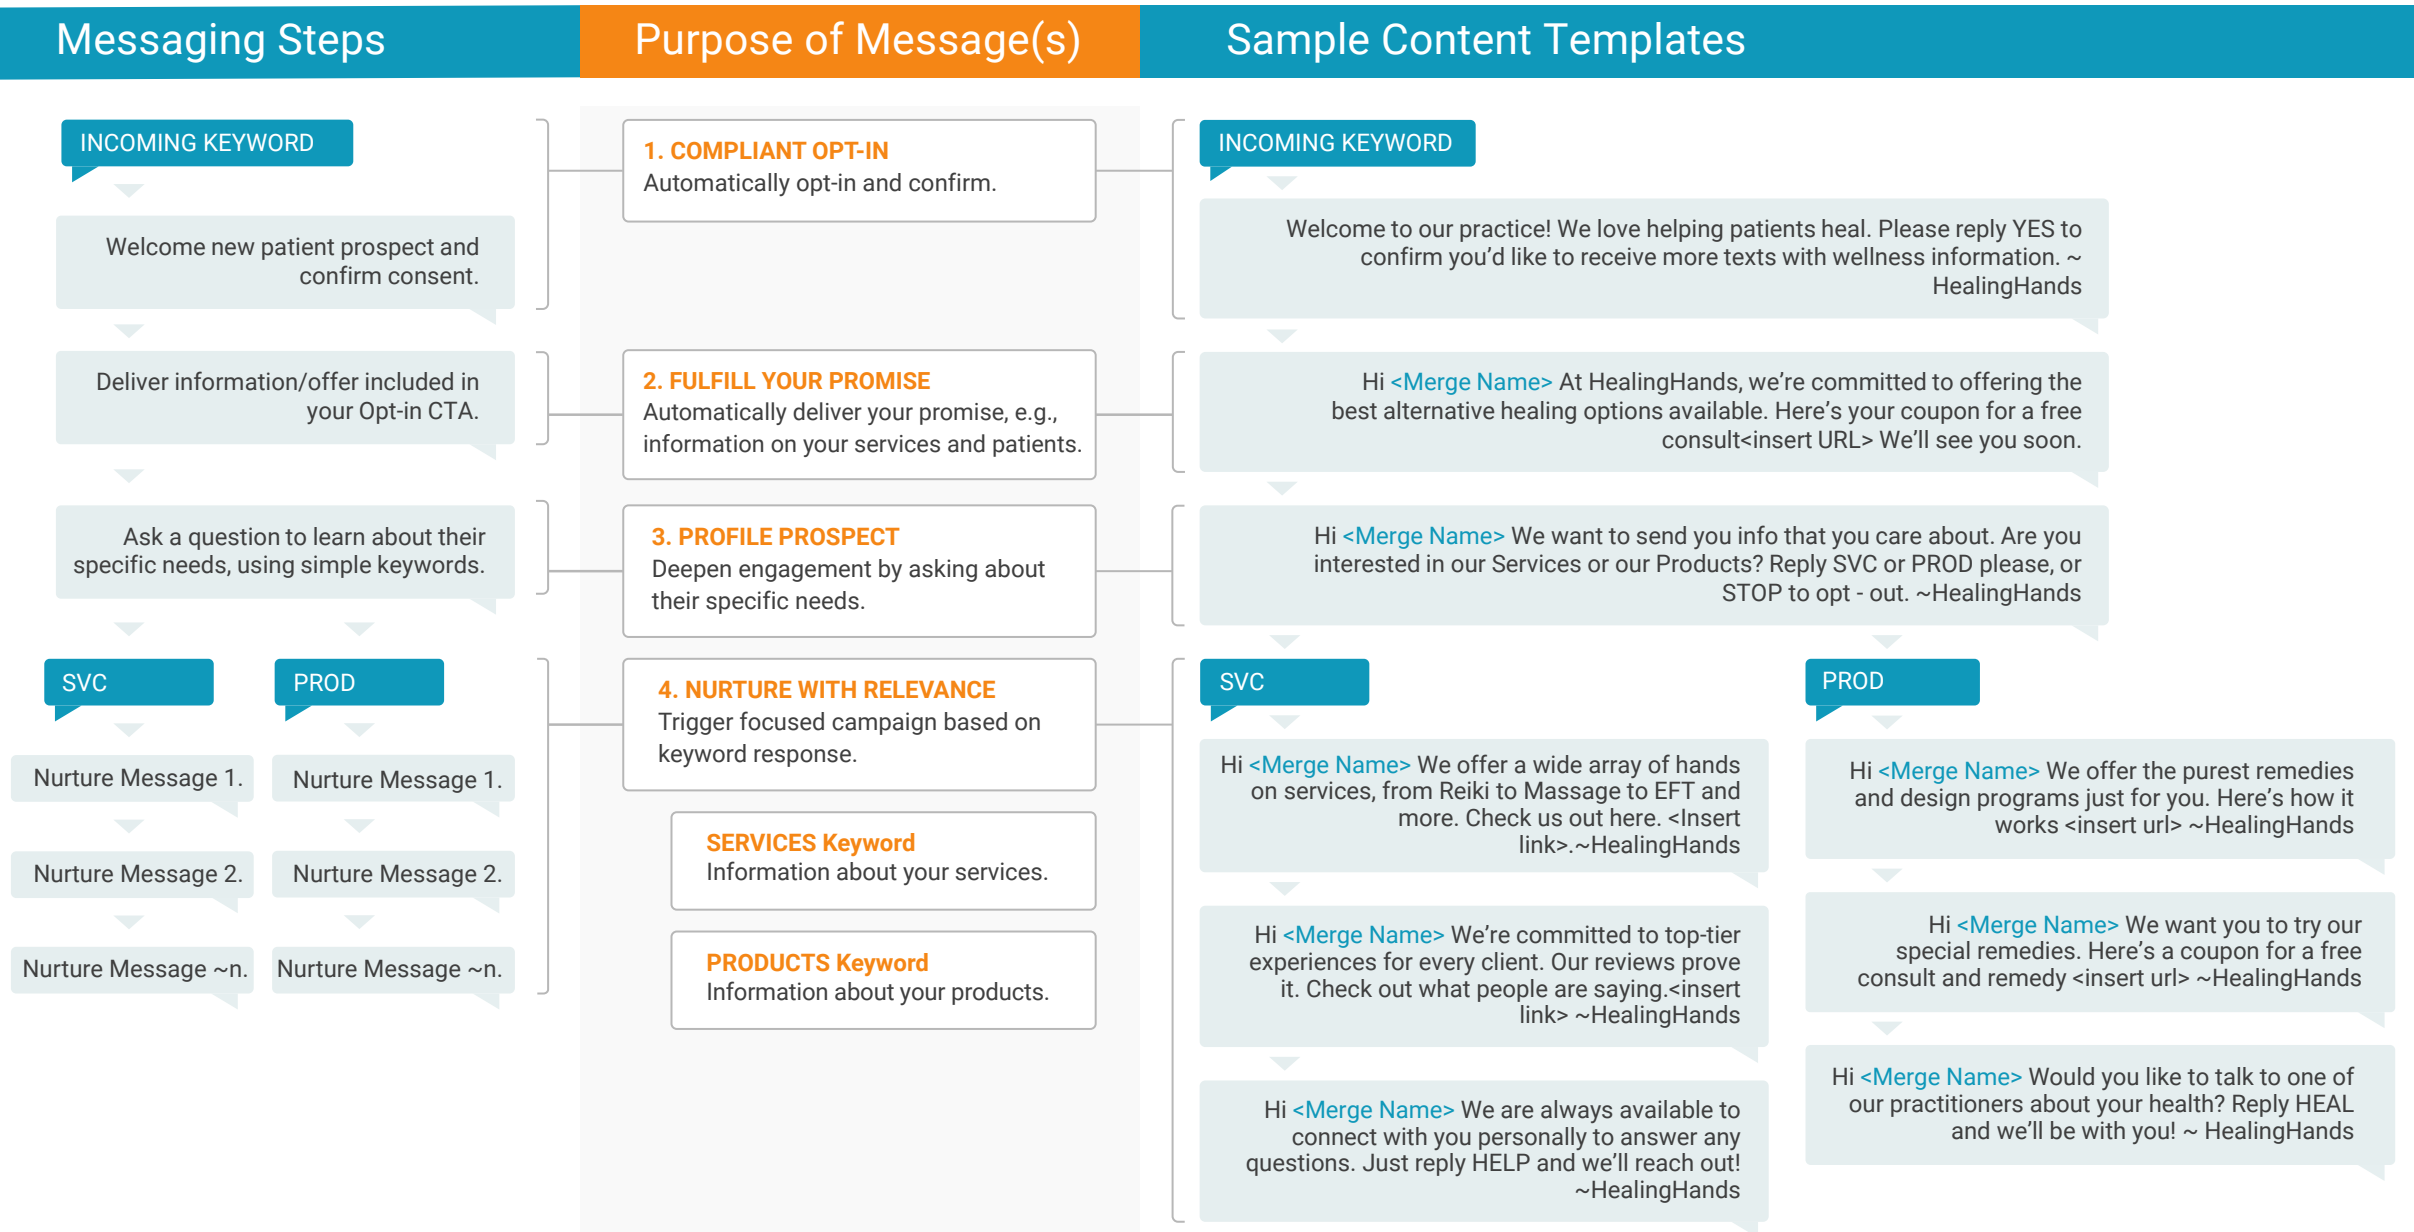 Messaging Steps
Purpose of Message(s)
Sample Content Templates
INCOMING KEYWORD
Welcome new patient prospect and
confirm consent.
Deliver information/offer included in
your Opt-in CTA.
Ask a question to learn about their
specific needs, using simple keywords.
SVC
Nurture Message 1.
Nurture Message 2.
Nurture Message ~n.
PROD
Nurture Message 1.
Nurture Message 2.
Nurture Message ~n.
1. COMPLIANT OPT-IN
Automatically opt-in and confirm.
2. FULFILL YOUR PROMISE
Automatically deliver your promise, e.g.,
information on your services and patients.
3. PROFILE PROSPECT
Deepen engagement by asking about
their specific needs.
4. NURTURE WITH RELEVANCE
Trigger focused campaign based on
keyword response.
SERVICES Keyword
Information about your services.
PRODUCTS Keyword
Information about your products.
INCOMING KEYWORD
Welcome to our practice! We love helping patients heal. Please reply YES to
confirm you’d like to receive more texts with wellness information. ~
HealingHands
Hi <Merge Name> At HealingHands, we’re committed to offering the
best alternative healing options available. Here’s your coupon for a free
consult<insert URL> We’ll see you soon.
Hi <Merge Name> We want to send you info that you care about. Are you
interested in our Services or our Products? Reply SVC or PROD please, or
STOP to opt - out. ~HealingHands
SVC
Hi <Merge Name> We offer a wide array of hands
on services, from Reiki to Massage to EFT and
more. Check us out here. <Insert
link>.~HealingHands
Hi <Merge Name> We’re committed to top-tier
experiences for every client. Our reviews prove
it. Check out what people are saying.<insert
link> ~HealingHands
Hi <Merge Name> We are always available to
connect with you personally to answer any
questions. Just reply HELP and we’ll reach out!
~HealingHands
PROD
Hi <Merge Name> We offer the purest remedies
and design programs just for you. Here’s how it
works <insert url> ~HealingHands
Hi <Merge Name> We want you to try our
special remedies. Here’s a coupon for a free
consult and remedy <insert url> ~HealingHands
Hi <Merge Name> Would you like to talk to one of
our practitioners about your health? Reply HEAL
and we’ll be with you! ~ HealingHands